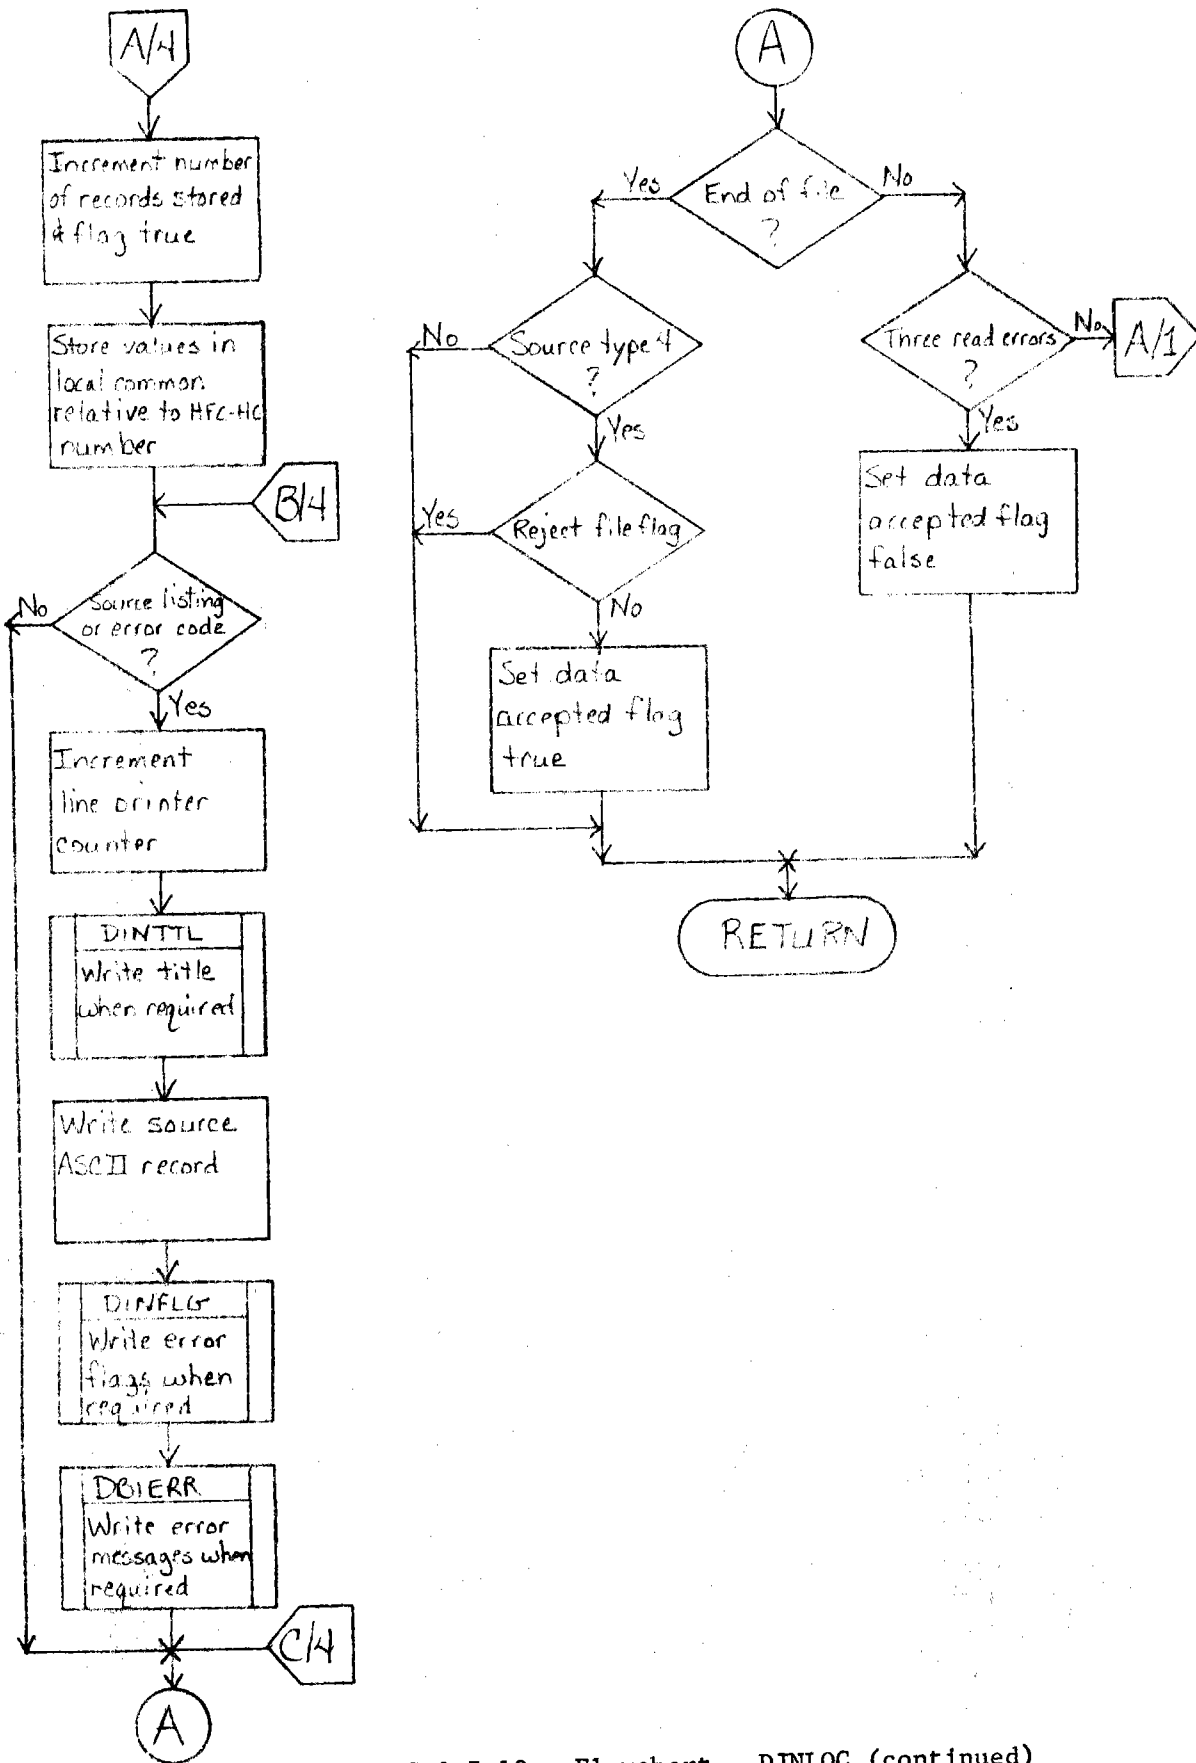 A/4
Increment number
of records stored
& flag true
Store values in
local common
relative to HFC-HC
number
B/4
Source listing
or error code
?
No
Yes
Increment
line printer
counter
DINTTL
Write title
when required
Write source
ASCII record
DINFLG
Write error
flags when
required
DBIERR
Write error
messages when
required
C/4
A
A
End of file
?
Yes
No
Source type 4
?
No
Yes
Reject file flag
Yes
No
Set data
accepted flag
true
Three read errors
?
No
A/1
Yes
Set data
accepted flag
false
RETURN
Flowchart - DINLOC (continued)